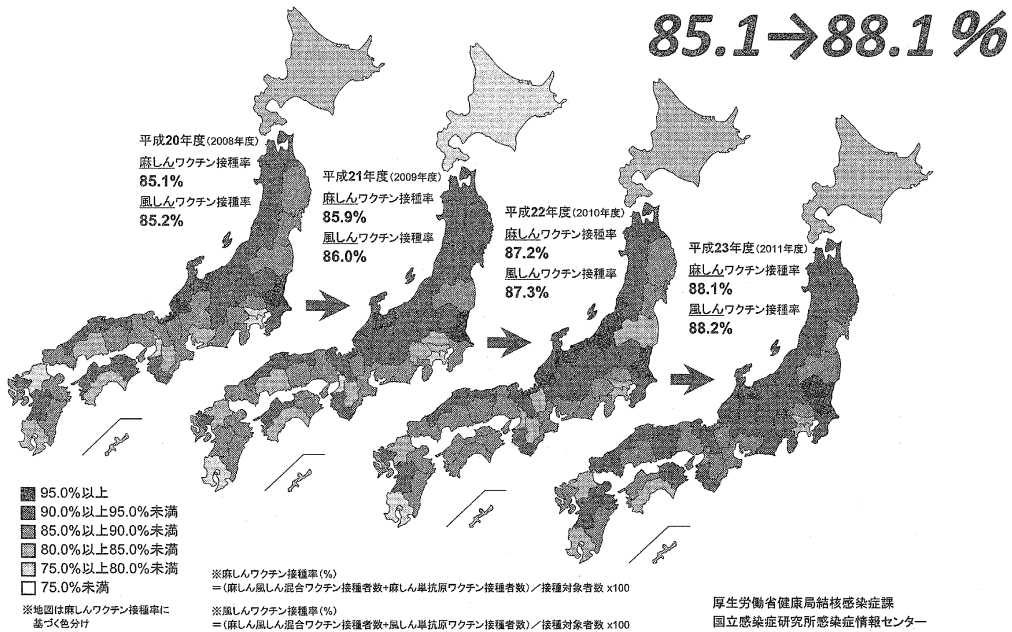 85.1→88.1%
平成20年度(2008年度)
麻しんワクチン接種率
85.1%
風しんワクチン接種率
85.2%
平成21年度(2009年度)
麻しんワクチン接種率
85.9%
風しんワクチン接種率
86.0%
平成22年度(2010年度)
麻しんワクチン接種率
87.2%
風しんワクチン接種率
87.3%
平成23年度(2011年度)
麻しんワクチン接種率
88.1%
風しんワクチン接種率
88.2%
95.0%以上
90.0%以上95.0%未満
85.0%以上90.0%未満
80.0%以上85.0%未満
75.0%以上80.0%未満
75.0%未満
※地図は麻しんワクチン接種率に
基づく色分け
※麻しんワクチン接種率(%)
=(麻しん風しん混合ワクチン接種者数+麻しん単抗原ワクチン接種者数)/接種対象者数 x100
※風しんワクチン接種率(%)
=(麻しん風しん混合ワクチン接種者数+風しん単抗原ワクチン接種者数)/接種対象者数 x100
厚生労働省健康局結核感染症課
国立感染症研究所感染症情報センター